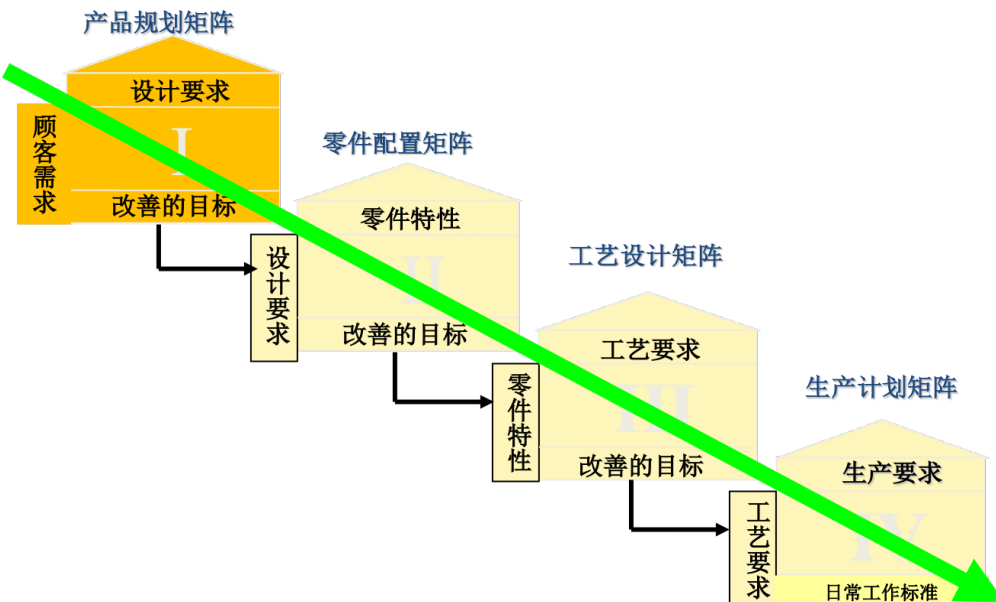 产品规划矩阵
设计要求
I
顾客需求
改善的目标
零件配置矩阵
零件特性
II
设计要求
改善的目标
工艺设计矩阵
工艺要求
III
零件特性
改善的目标
生产计划矩阵
生产要求
IV
工艺要求
日常工作标准